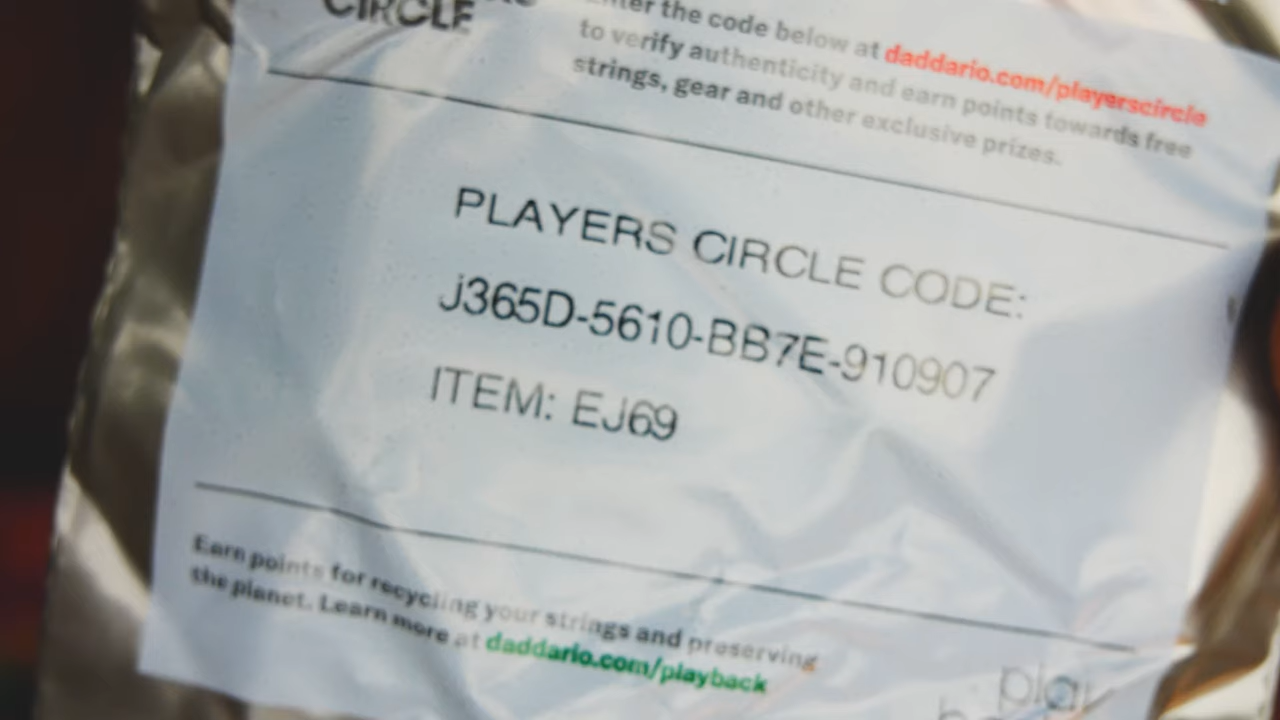 CIRCLE
Enter the code below at daddario.com/playerscircle
to verify authenticity and earn points towards free
strings, gear and other exclusive prizes.
PLAYERS CIRCLE CODE:
J365D-5610-BB7E-910907
ITEM: EJ69
Earn points for recycling your strings and preserving
the planet. Learn more at daddario.com/playback
play